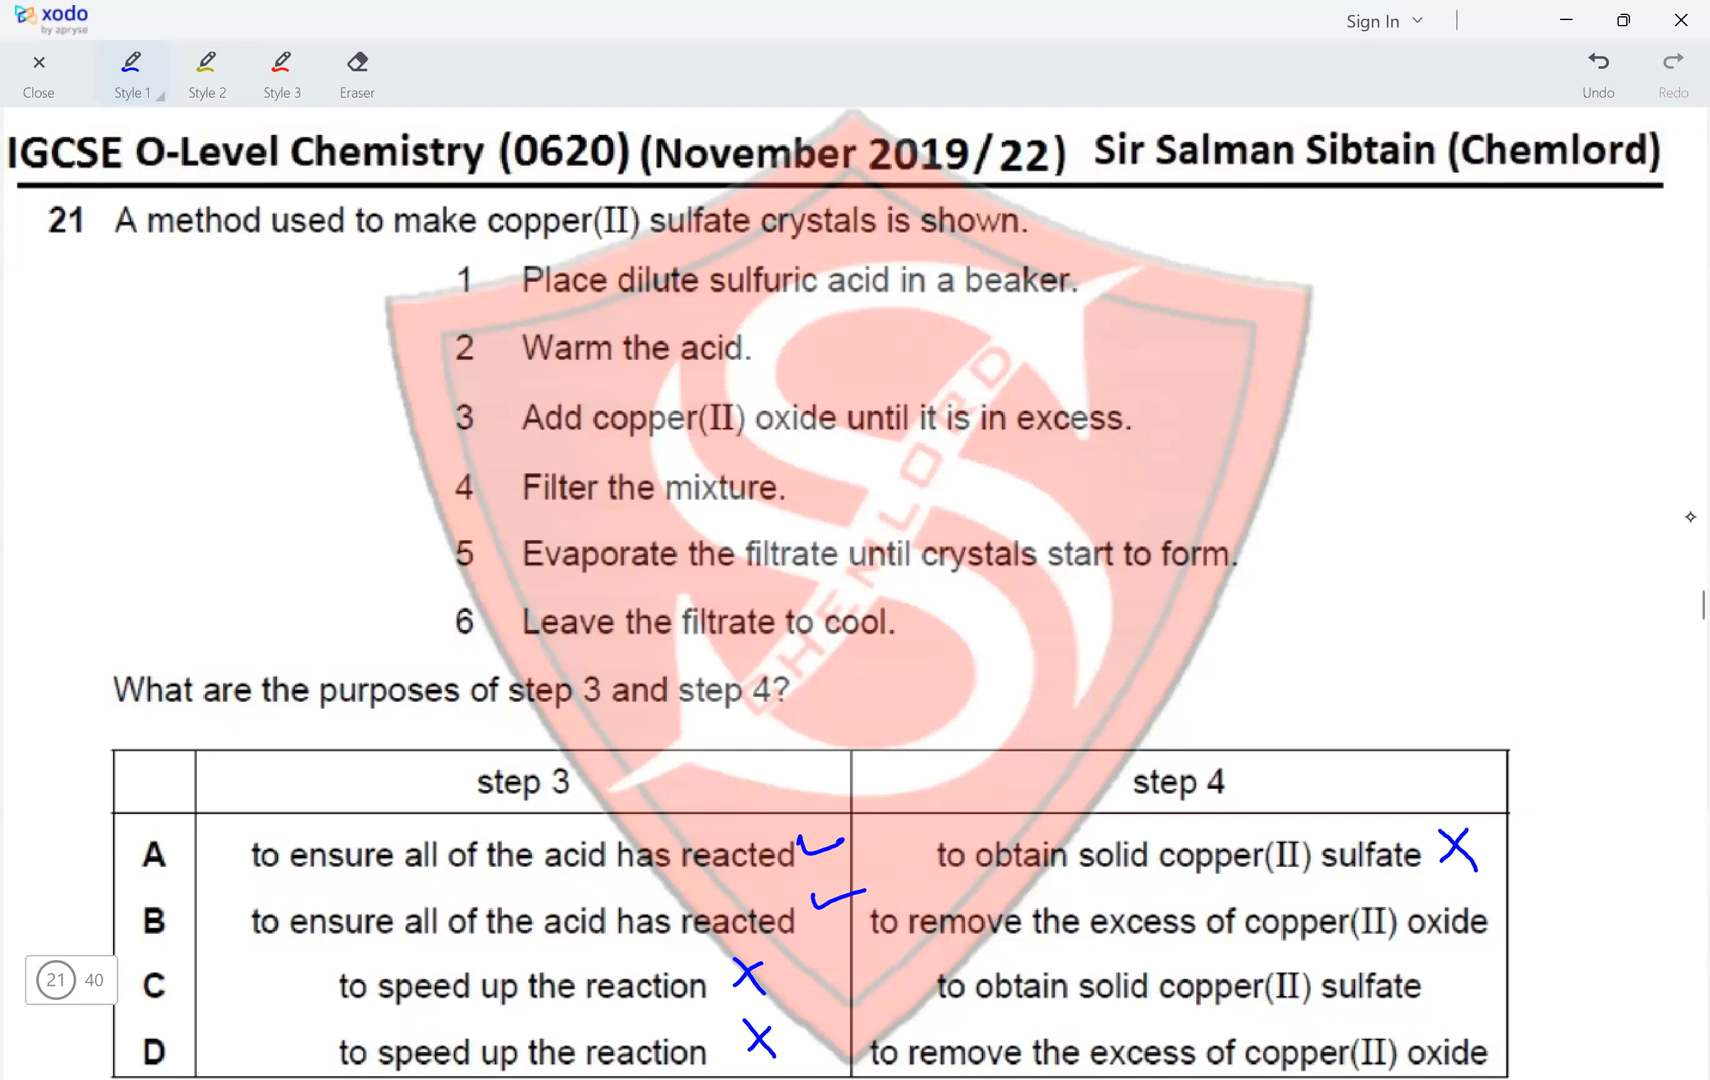 xodo
by apryse
Sign In
Close
Style 1
Style 2
Style 3
Eraser
Undo
Redo
IGCSE O-Level Chemistry (0620) (November 2019/22) Sir Salman Sibtain (Chemlord)
21 A method used to make copper(II) sulfate crystals is shown.
1 Place dilute sulfuric acid in a beaker.
2 Warm the acid.
3 Add copper(II) oxide until it is in excess.
4 Filter the mixture.
5 Evaporate the filtrate until crystals start to form.
6 Leave the filtrate to cool.
CHEMLORD
What are the purposes of step 3 and step 4?
step 3 step 4
A to ensure all of the acid has reacted to obtain solid copper(II) sulfate
B to ensure all of the acid has reacted to remove the excess of copper(II) oxide
C to speed up the reaction to obtain solid copper(II) sulfate
D to speed up the reaction to remove the excess of copper(II) oxide
21 40